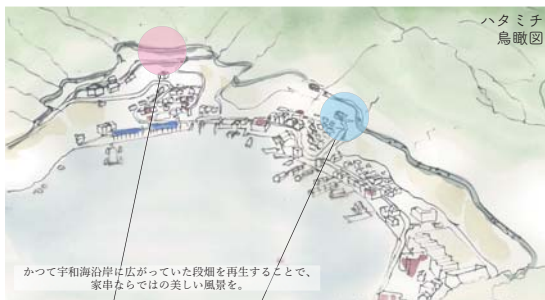 ハタミチ
鳥瞰図
かつて宇和海沿岸に広がっていた段畑を再生することで、
家串ならではの美しい風景を。